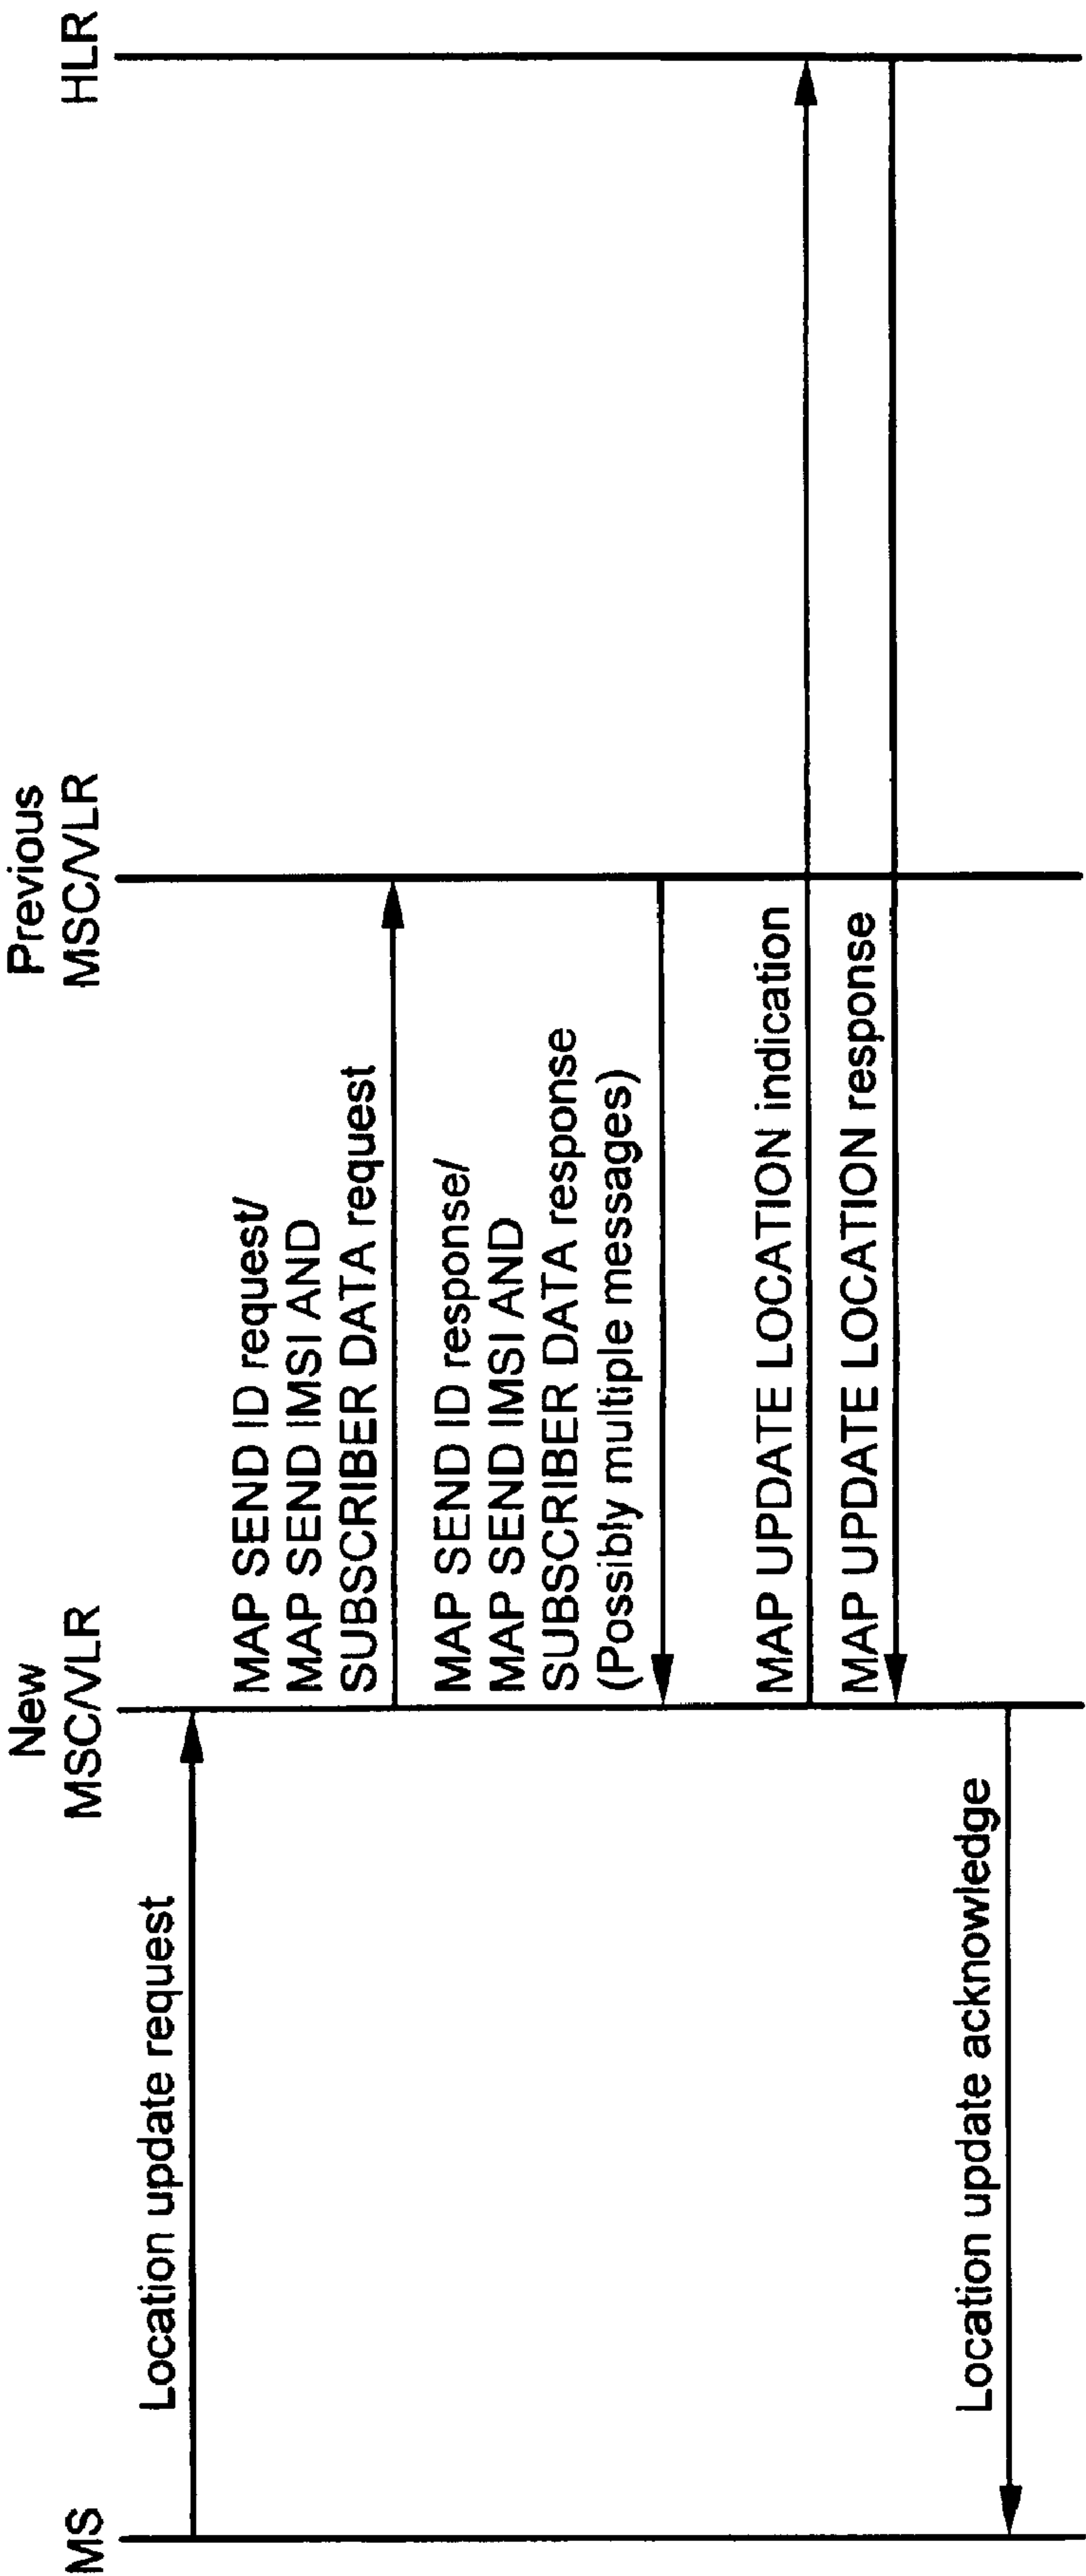 MS
New
MSC/VLR
Previous
MSC/VLR
HLR
Location update request
MAP SEND ID request/
MAP SEND IMSI AND
SUBSCRIBER DATA request
MAP SEND ID response/
MAP SEND IMSI AND
SUBSCRIBER DATA response
(Possibly multiple messages)
MAP UPDATE LOCATION indication
MAP UPDATE LOCATION response
Location update acknowledge